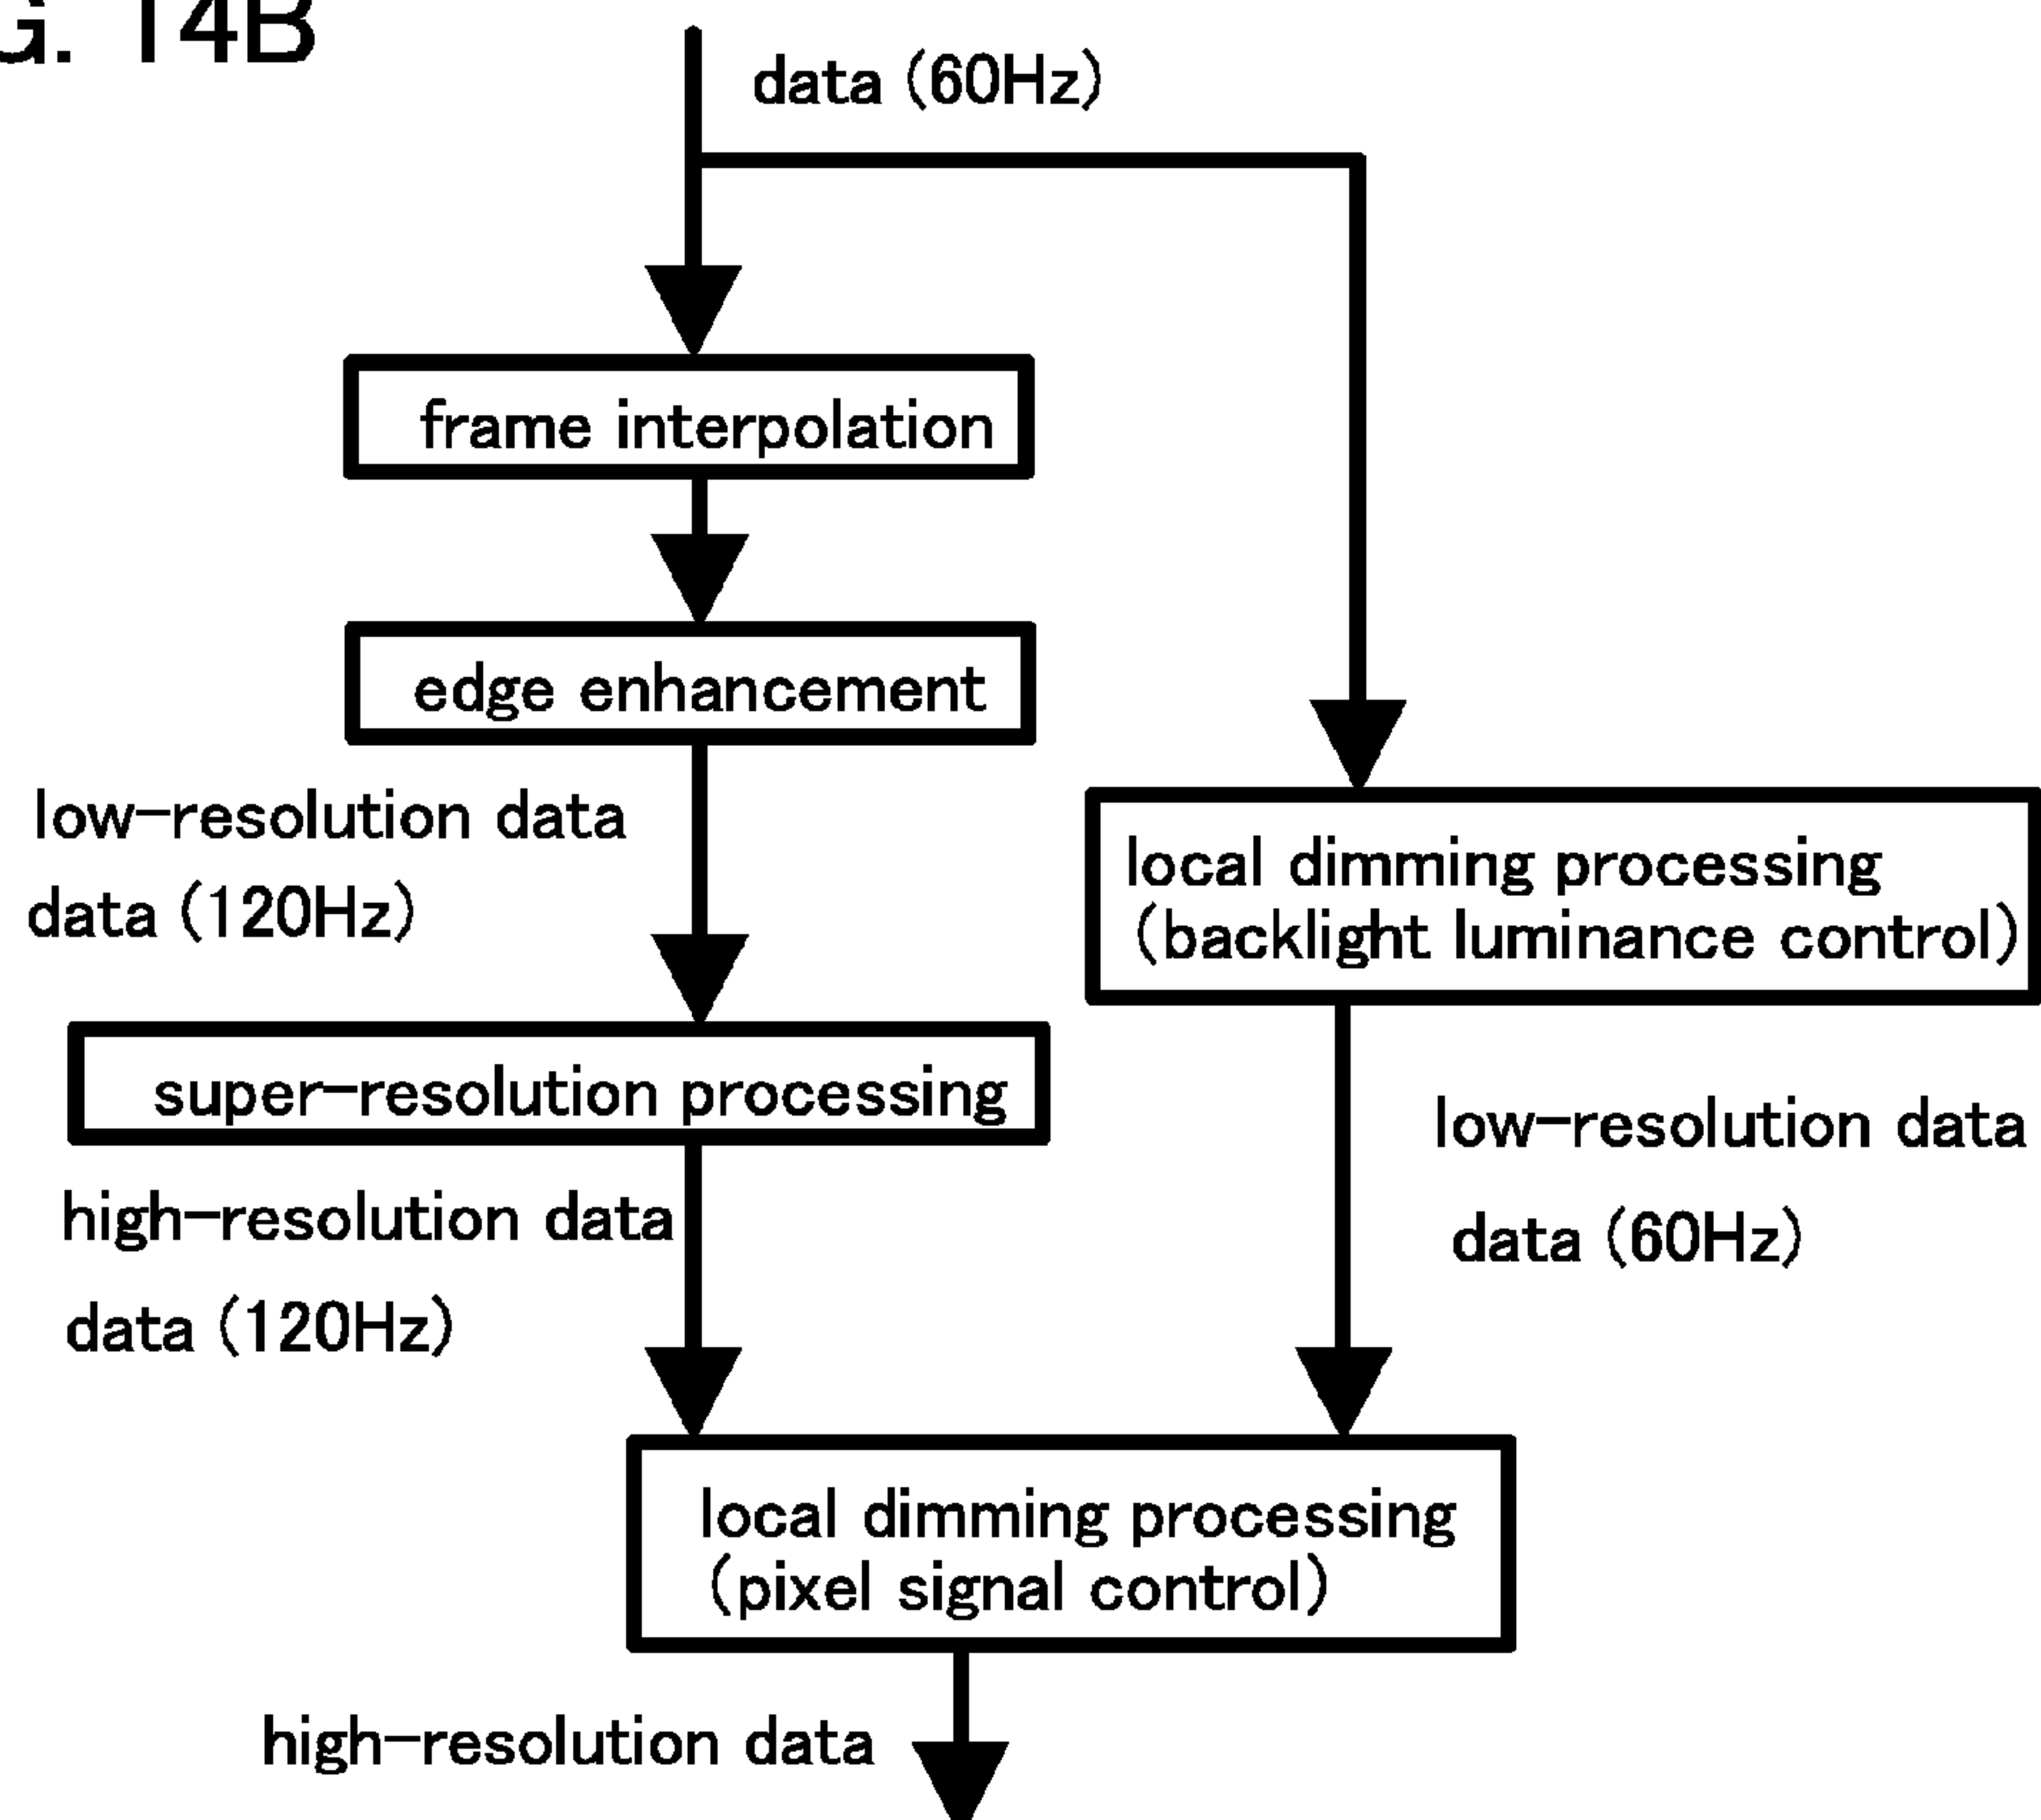 G. 14B
data (60Hz)
frame interpolation
edge enhancement
low-resolution data
data (120Hz)
local dimming processing
(backlight luminance control)
super-resolution processing
low-resolution data
data (60Hz)
high-resolution data
data (120Hz)
local dimming processing
(pixel signal control)
high-resolution data